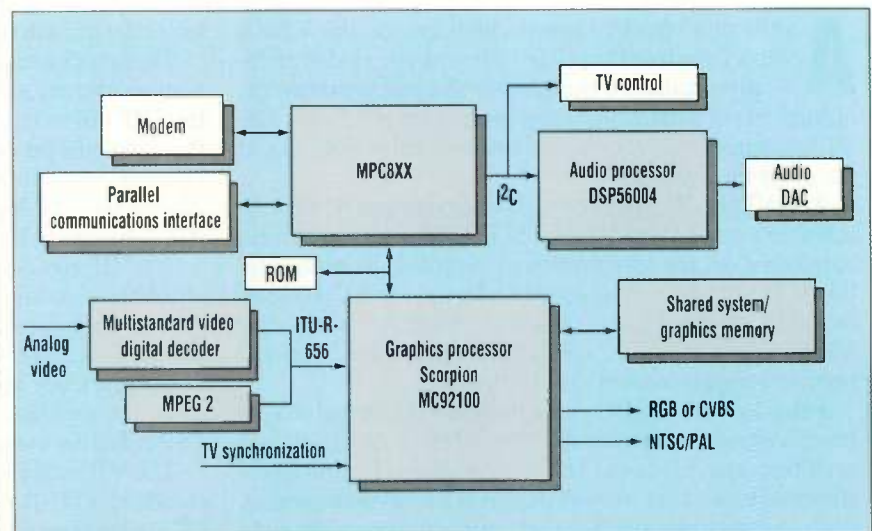 TV control
Modem
MPC8XX
Audio processor
DSP56004
Audio
DAC
I²C
Parallel
communications interface
ROM
Shared system/
graphics memory
Multistandard video
digital decoder
ITU-R-
656
Analog
video
Graphics processor
Scorpion
MC92100
MPEG 2
RGB or CVBS
TV synchronization
NTSC/PAL